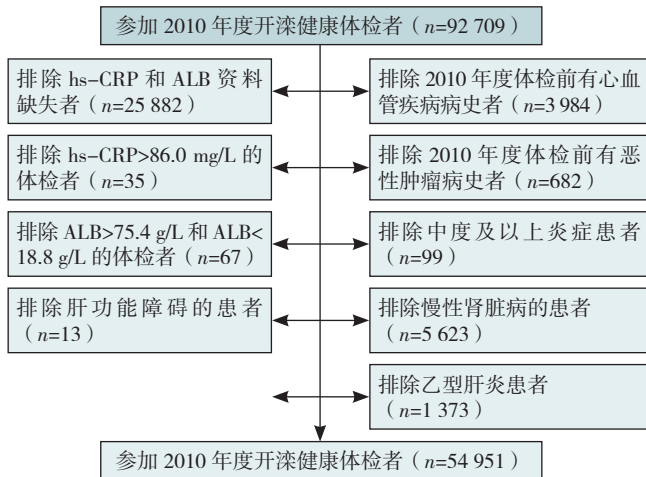 参加 2010 年度开滦健康体检者（n=92 709）
排除 hs-CRP 和 ALB 资料
缺失者（n=25 882）
排除 2010 年度体检前有心血
管疾病病史者（n=3 984）
排除 hs-CRP>86.0 mg/L 的
体检者（n=35）
排除 2010 年度体检前有恶
性肿瘤病史者（n=682）
排除 ALB>75.4 g/L 和 ALB<
18.8 g/L 的体检者（n=67）
排除中度及以上炎症患者
（n=99）
排除肝功能障碍的患者
（n=13）
排除慢性肾脏病的患者
（n=5 623）
排除乙型肝炎患者
（n=1 373）
参加 2010 年度开滦健康体检者（n=54 951）